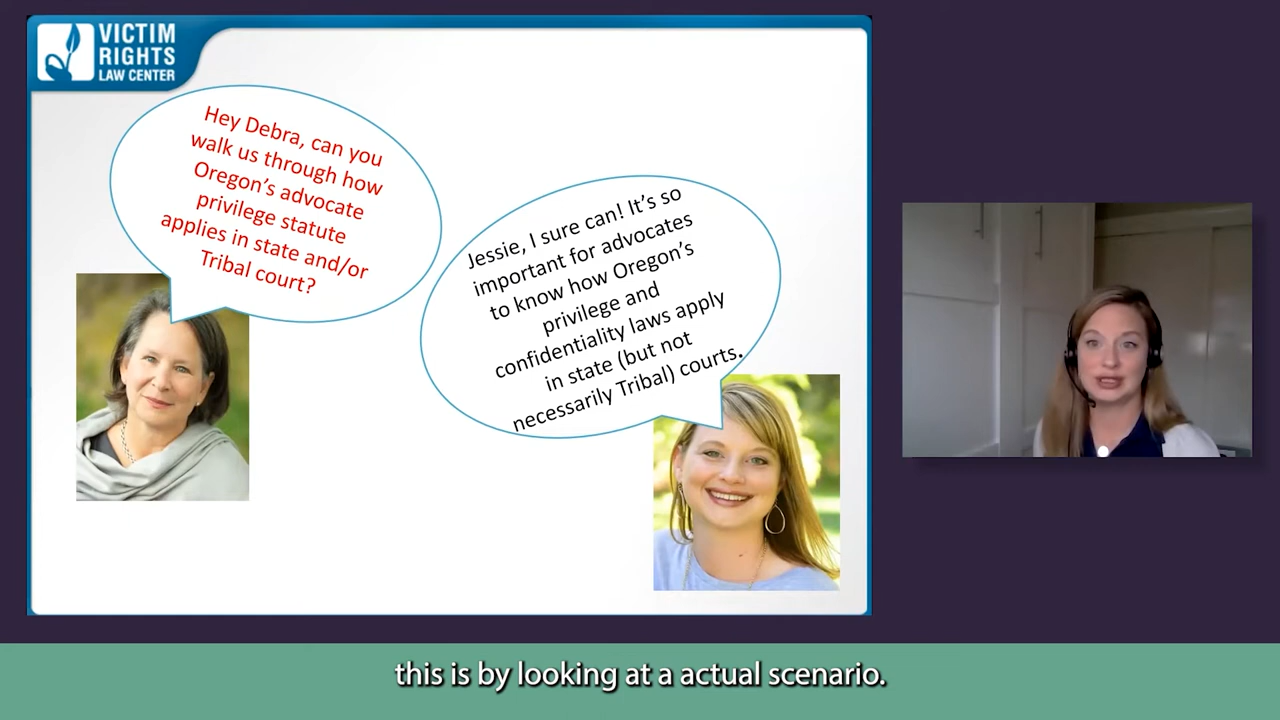 VICTIM
RIGHTS
LAW CENTER
Hey Debra, can you
walk us through how
Oregon’s advocate
privilege statute
applies in state and/or
Tribal court?
Jessie, I sure can! It’s so
important for advocates
to know how Oregon’s
privilege and
confidentiality laws apply
in state (but not
necessarily Tribal) courts.
this is by looking at a actual scenario.